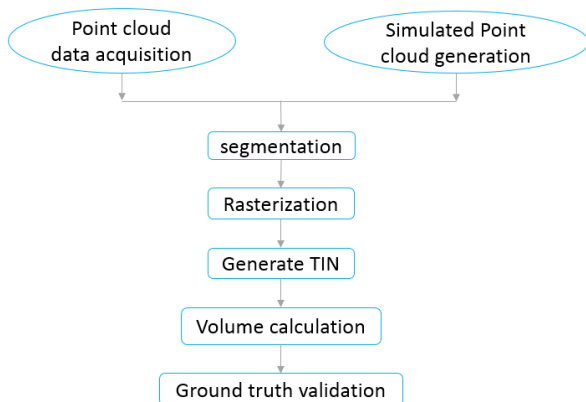 Point cloud
data acquisition
Simulated Point
cloud generation
segmentation
Rasterization
Generate TIN
Volume calculation
Ground truth validation